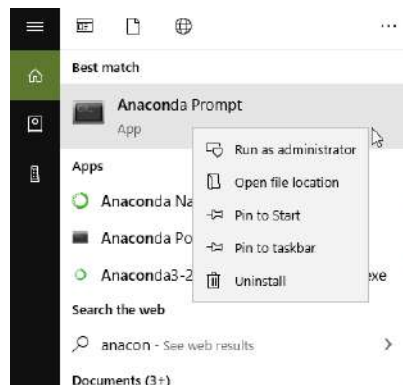 Best match
Anaconda Prompt
App
Run as administrator
Open file location
Pin to Start
Pin to taskbar
Uninstall
Apps
Anaconda Na
Anaconda Po
Anaconda3-2
xe
Search the web
anacon - See web results
Documents (3+)